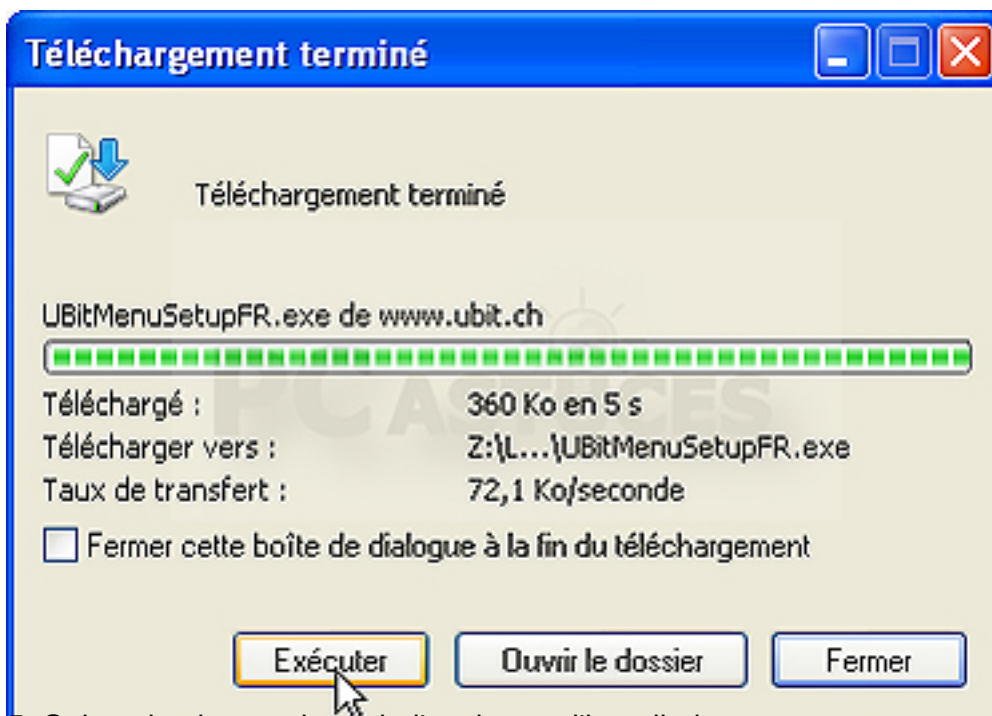 Téléchargement terminé
Téléchargement terminé
UBitMenuSetupFR.exe de www.ubit.ch
PC ASTUCES
Téléchargé : 360 Ko en 5 s
Télécharger vers : Z:\L...\UBitMenuSetupFR.exe
Taux de transfert : 72,1 Ko/seconde
Fermer cette boîte de dialogue à la fin du téléchargement
Exécuter Ouvrir le dossier Fermer